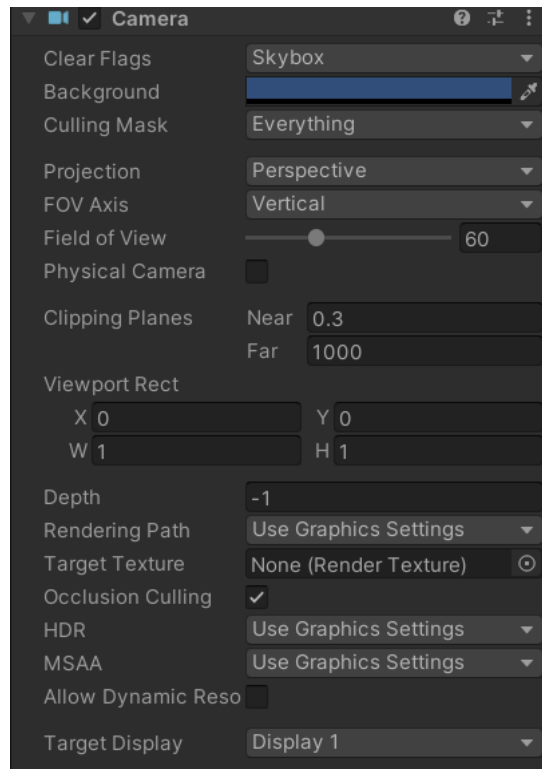 Camera
Clear Flags Skybox
Background
Culling Mask Everything
Projection Perspective
FOV Axis Vertical
Field of View 60
Physical Camera
Clipping Planes Near 0.3
Far 1000
Viewport Rect
X 0 Y 0
W 1 H 1
Depth -1
Rendering Path Use Graphics Settings
Target Texture None (Render Texture)
Occlusion Culling
HDR Use Graphics Settings
MSAA Use Graphics Settings
Allow Dynamic Reso
Target Display Display 1